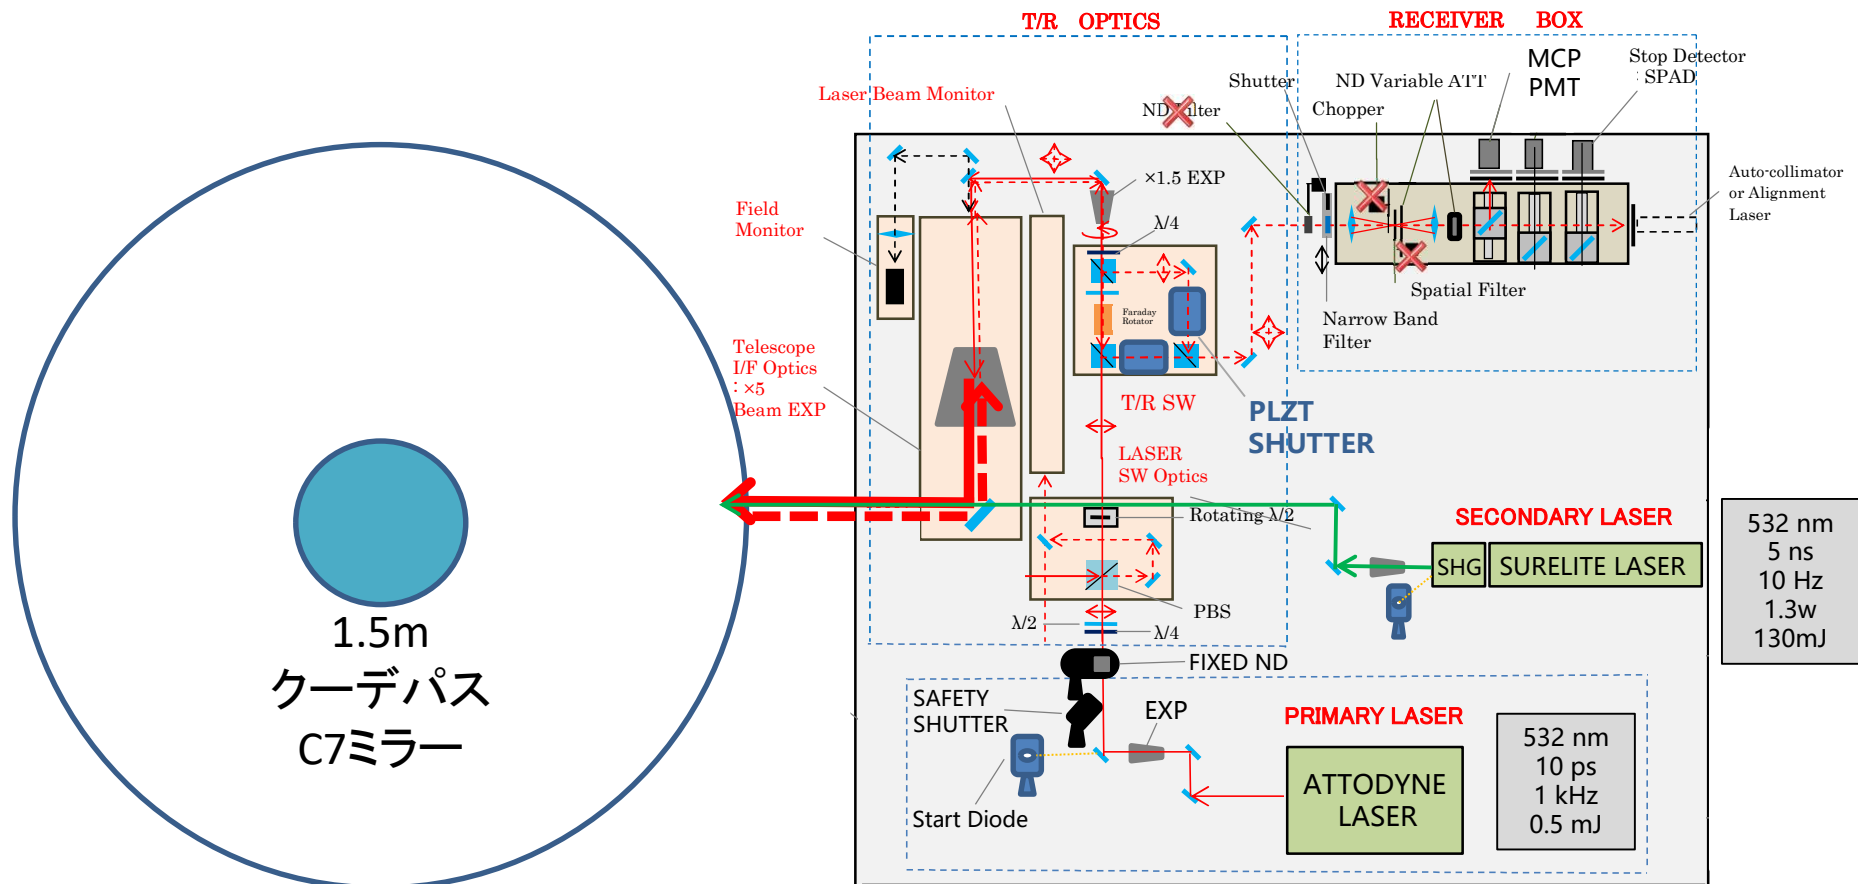 T/R OPTICS
RECEIVER BOX
Laser Beam Monitor
ND Filter
Shutter
ND Variable ATT
Chopper
MCP
PMT
Stop Detector
: SPAD
Auto-collimator
or Alignment
Laser
×1.5 EXP
Field
Monitor
λ/4
Faraday
Rotator
Spatial Filter
Narrow Band
Filter
Telescope
I/F Optics
: ×5
Beam EXP
T/R SW
PLZT
SHUTTER
LASER
SW Optics
Rotating λ/2
PBS
λ/2
λ/4
SECONDARY LASER
SHG
SURELITE LASER
532 nm
5 ns
10 Hz
1.3w
130mJ
1.5m
クーデパス
C7ミラー
FIXED ND
SAFETY
SHUTTER
EXP
Start Diode
PRIMARY LASER
ATTODYNE
LASER
532 nm
10 ps
1 kHz
0.5 mJ